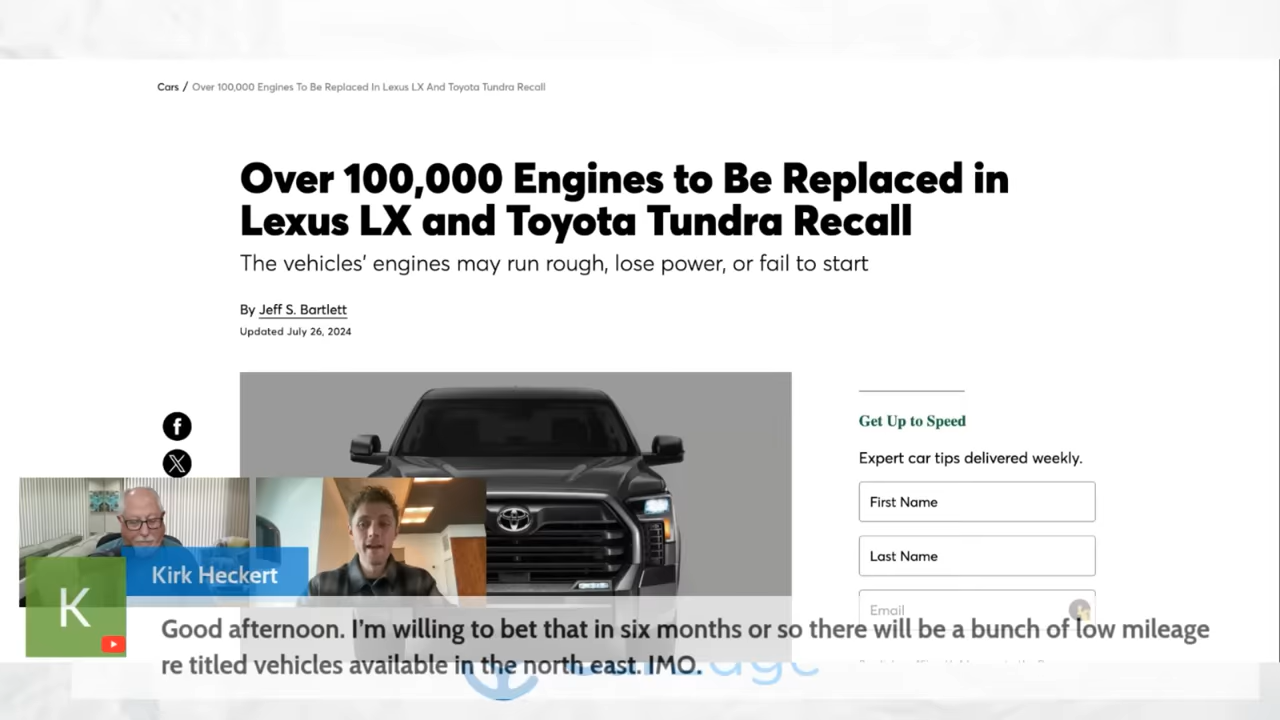 Cars / Over 100,000 Engines To Be Replaced In Lexus LX And Toyota Tundra Recall
Over 100,000 Engines to Be Replaced in
Lexus LX and Toyota Tundra Recall
The vehicles' engines may run rough, lose power, or fail to start
By Jeff S. Bartlett
Updated July 26, 2024
Get Up to Speed
Expert car tips delivered weekly.
First Name
Last Name
Email
Kirk Heckert
K
Good afternoon. I'm willing to bet that in six months or so there will be a bunch of low mileage
re titled vehicles available in the north east. IMO.